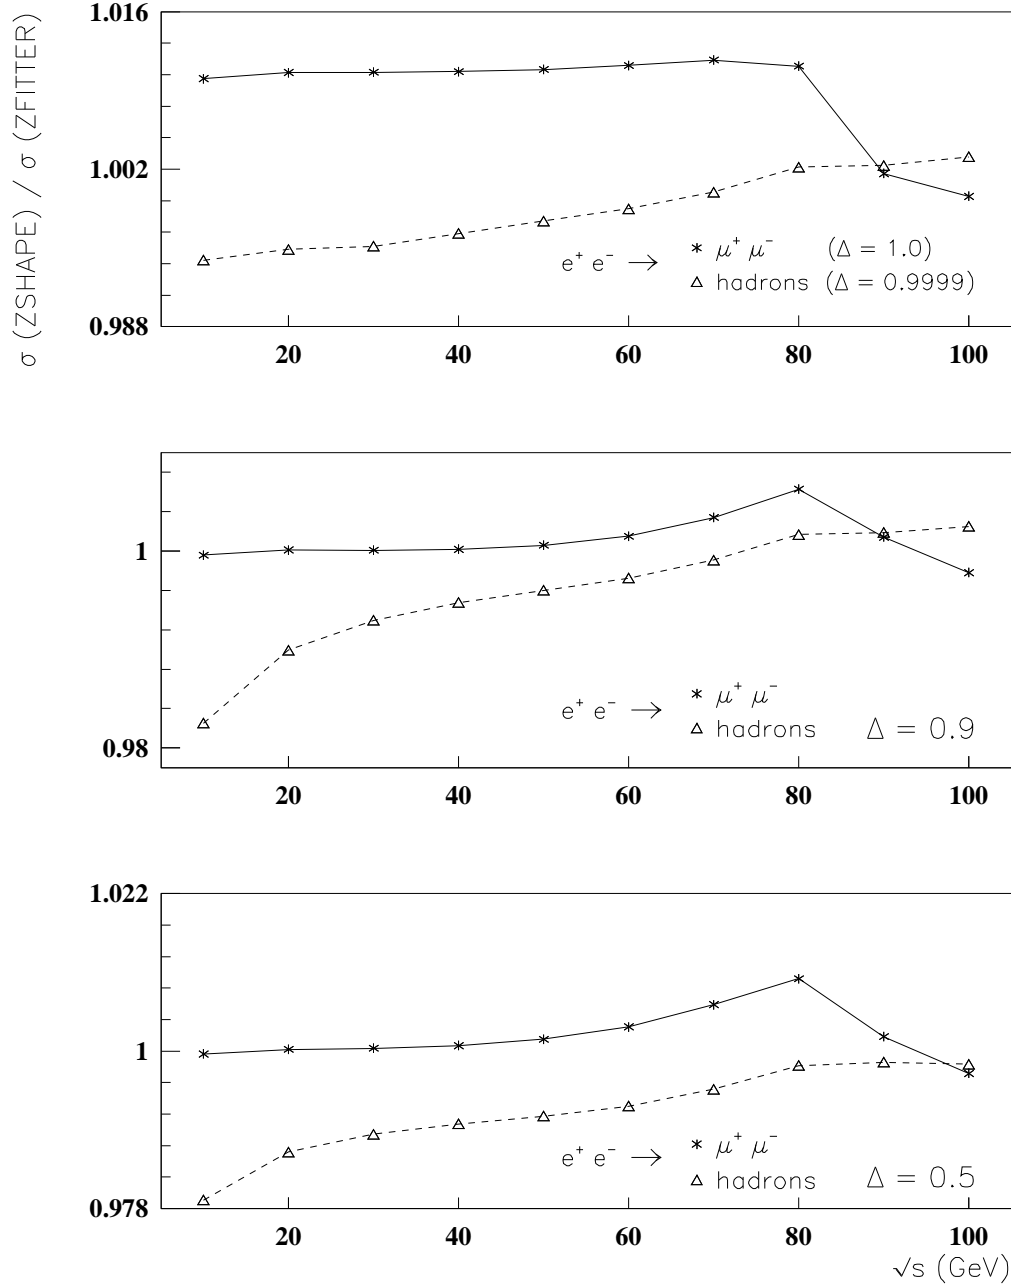 σ (ZSHAPE) / σ (ZFITTER)
1.016
1.002
0.988
e⁺ e⁻ → μ⁺ μ⁻ (Δ = 1.0)
hadrons (Δ = 0.9999)
20 40 60 80 100
1
0.98
e⁺ e⁻ → μ⁺ μ⁻
hadrons Δ = 0.9
20 40 60 80 100
1.022
1
0.978
e⁺ e⁻ → μ⁺ μ⁻
hadrons Δ = 0.5
20 40 60 80 100
√s (GeV)